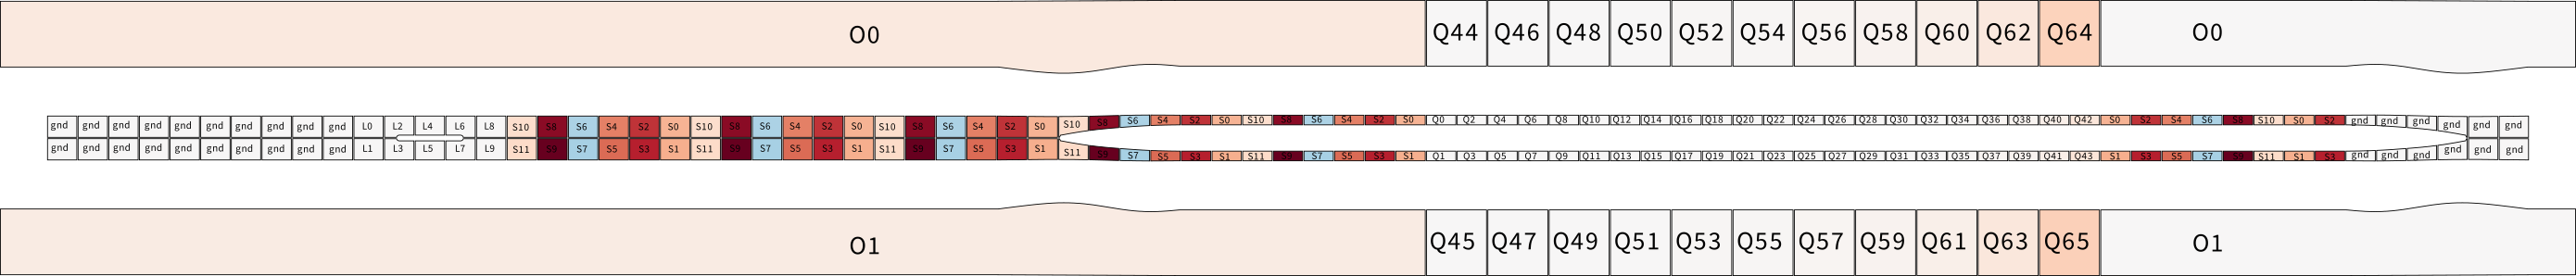 O0 Q44 Q46 Q48 Q50 Q52 Q54 Q56 Q58 Q60 Q62 Q64 O0
gnd gnd gnd gnd gnd gnd gnd gnd gnd gnd L0 L2 L4 L6 L8 S10 S8 S6 S4 S2 S0 S10 S8 S6 S4 S2 S0 S10 S8 S6 S4 S2 S0 S10 S8 S6 S4 S2 S0 S10 S8 S6 S4 S2 S0 Q0 Q2 Q4 Q6 Q8 Q10 Q12 Q14 Q16 Q18 Q20 Q22 Q24 Q26 Q28 Q30 Q32 Q34 Q36 Q38 Q40 Q42 S0 S2 S4 S6 S8 S10 S0 S2 gnd gnd gnd gnd gnd gnd
gnd gnd gnd gnd gnd gnd gnd gnd gnd gnd L1 L3 L5 L7 L9 S11 S9 S7 S5 S3 S1 S11 S9 S7 S5 S3 S1 S11 S9 S7 S5 S3 S1 S11 S9 S7 S5 S3 S1 S11 S9 S7 S5 S3 S1 Q1 Q3 Q5 Q7 Q9 Q11 Q13 Q15 Q17 Q19 Q21 Q23 Q25 Q27 Q29 Q31 Q33 Q35 Q37 Q39 Q41 Q43 S1 S3 S5 S7 S9 S11 S1 S3 gnd gnd gnd gnd gnd gnd
O1 Q45 Q47 Q49 Q51 Q53 Q55 Q57 Q59 Q61 Q63 Q65 O1